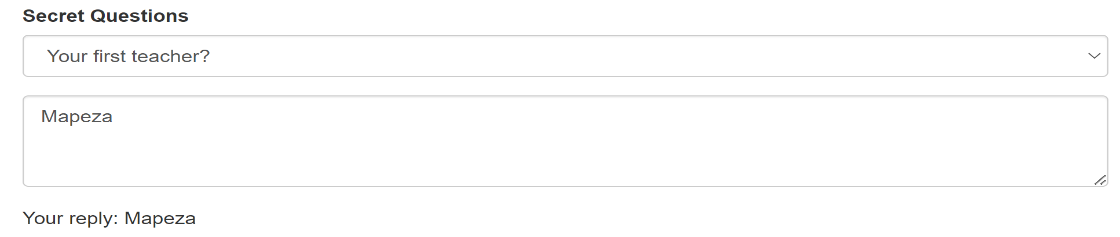 Secret Questions
Your first teacher?
Mapeza
Your reply: Mapeza